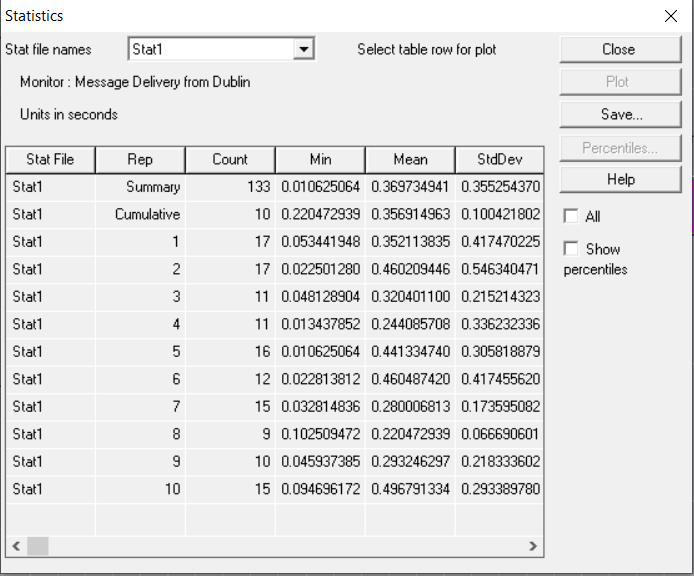 Statistics
Stat file names Stat1 Select table row for plot Close
Monitor : Message Delivery from Dublin Plot
Units in seconds Save...
Percentiles...
Help
All
Show
percentiles
Stat File Rep Count Min Mean StdDev
Stat1 Summary 133 0.010625064 0.369734941 0.355254370
Stat1 Cumulative 10 0.220472939 0.356914963 0.100421802
Stat1 1 17 0.053441948 0.352113835 0.417470225
Stat1 2 17 0.022501280 0.460209446 0.546340471
Stat1 3 11 0.048128904 0.320401100 0.215214323
Stat1 4 11 0.013437852 0.244085708 0.336232336
Stat1 5 16 0.010625064 0.441334740 0.305818879
Stat1 6 12 0.022813812 0.460487420 0.417455620
Stat1 7 15 0.032814836 0.280006813 0.173595082
Stat1 8 9 0.102509472 0.220472939 0.066690601
Stat1 9 10 0.045937385 0.293246297 0.218333602
Stat1 10 15 0.094696172 0.496791334 0.293389780